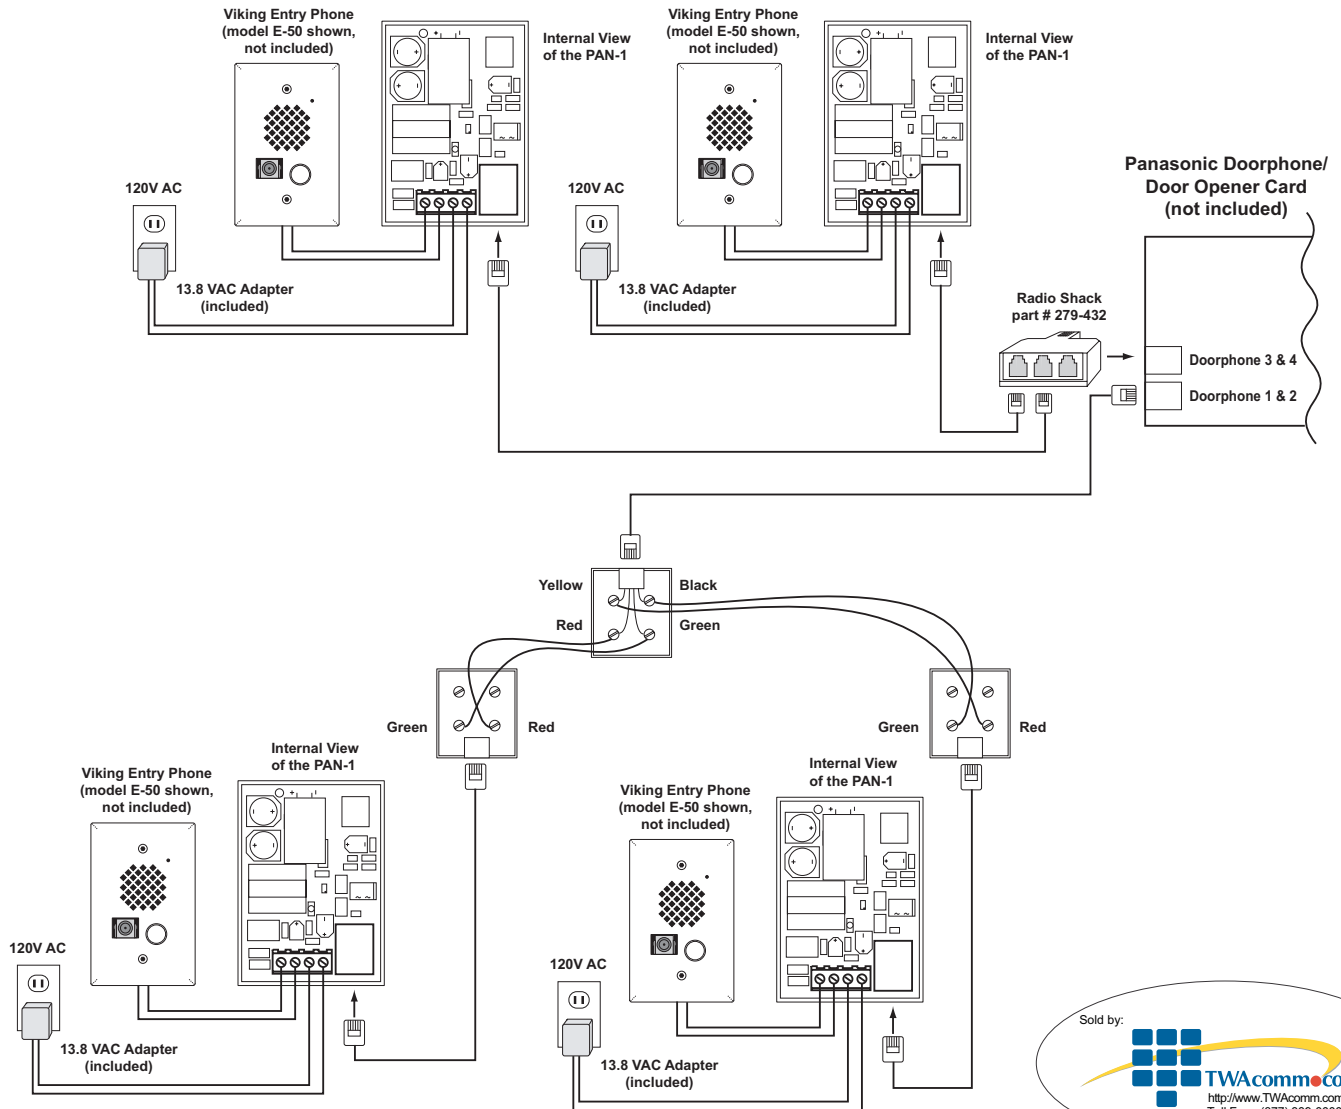 Viking Entry Phone
(model E-50 shown,
not included)
Internal View
of the PAN-1
120V AC
13.8 VAC Adapter
(included)
Viking Entry Phone
(model E-50 shown,
not included)
Internal View
of the PAN-1
120V AC
13.8 VAC Adapter
(included)
Panasonic Doorphone/
Door Opener Card
(not included)
Radio Shack
part # 279-432
Doorphone 3 & 4
Doorphone 1 & 2
Yellow
Black
Red
Green
Green
Red
Green
Red
Viking Entry Phone
(model E-50 shown,
not included)
Internal View
of the PAN-1
120V AC
13.8 VAC Adapter
(included)
Viking Entry Phone
(model E-50 shown,
not included)
Internal View
of the PAN-1
120V AC
13.8 VAC Adapter
(included)
Sold by:
TWAcomm.co
http://www.TWAcomm.com